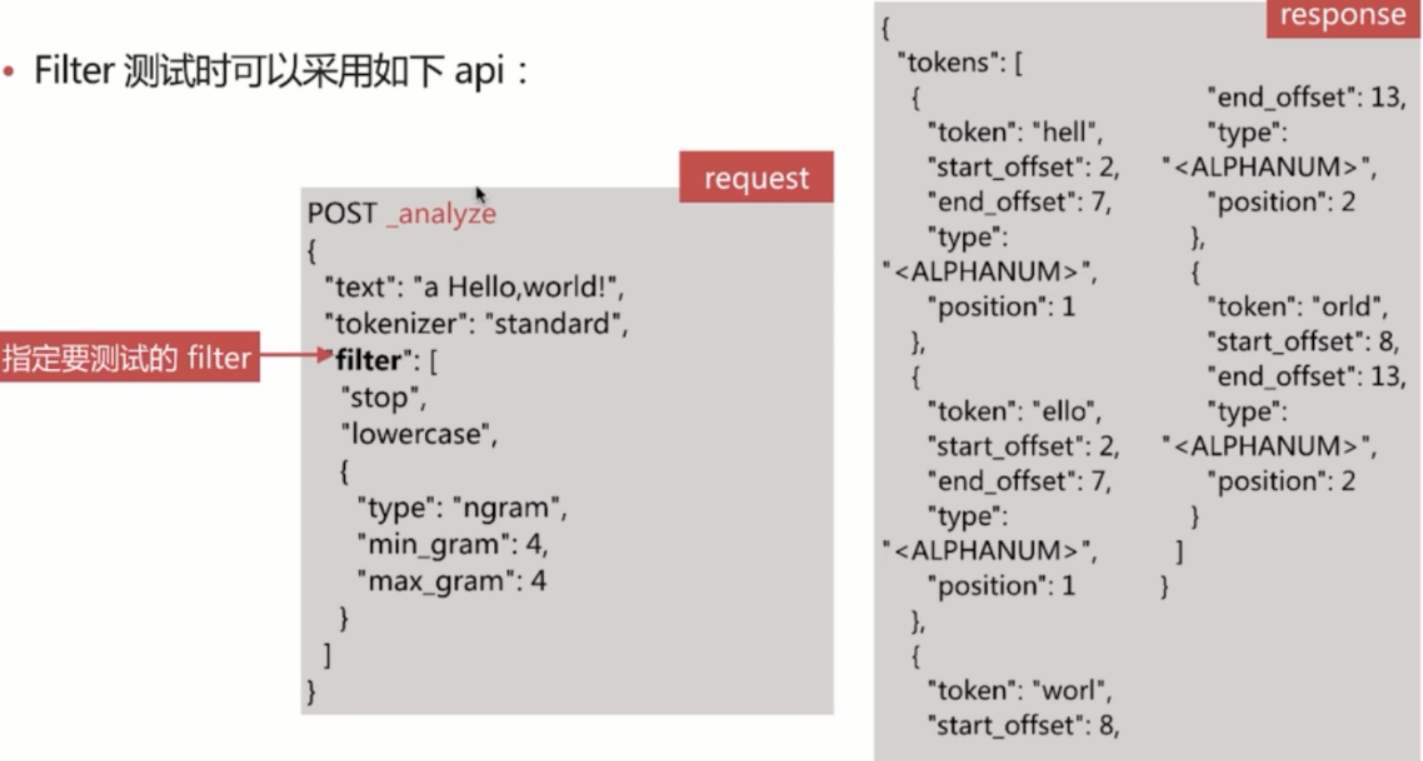 • Filter 测试时可以采用如下 api：
request
POST _analyze
{
"text": "a Hello,world!",
"tokenizer": "standard",
"filter": [
"stop",
"lowercase",
{
"type": "ngram",
"min_gram": 4,
"max_gram": 4
}
]
}
指定要测试的 filter
response
{
"tokens": [
{
"token": "hell",
"start_offset": 2,
"end_offset": 7,
"type":
"<ALPHANUM>",
"position": 1
},
{
"token": "ello",
"start_offset": 2,
"end_offset": 7,
"type":
"<ALPHANUM>",
"position": 1
},
{
"token": "worl",
"start_offset": 8,
"end_offset": 13,
"type":
"<ALPHANUM>",
"position": 2
},
{
"token": "orld",
"start_offset": 8,
"end_offset": 13,
"type":
"<ALPHANUM>",
"position": 2
}
]
}